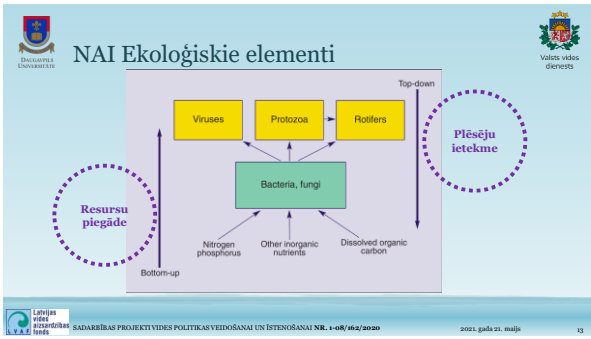 DAUGAVPILS
UNIVERSITĀTE
NAI Ekoloģiskie elementi
Valsts vides
dienests
Top-down
Viruses
Protozoa
Rotifers
Plēsēju
ietekme
Bacteria, fungi
Resursu
piegāde
Nitrogen
phosphorus
Other inorganic
nutrients
Dissolved organic
carbon
Bottom-up
LVAF
Latvijas
vides
aizsardzības
fonds
SADARBĪBAS PROJEKTI VIDES POLITIKAS VEIDOŠANAI UN ĪSTENOŠANAI NR. 1-08/162/2020
2021. gada 21. maijs
13